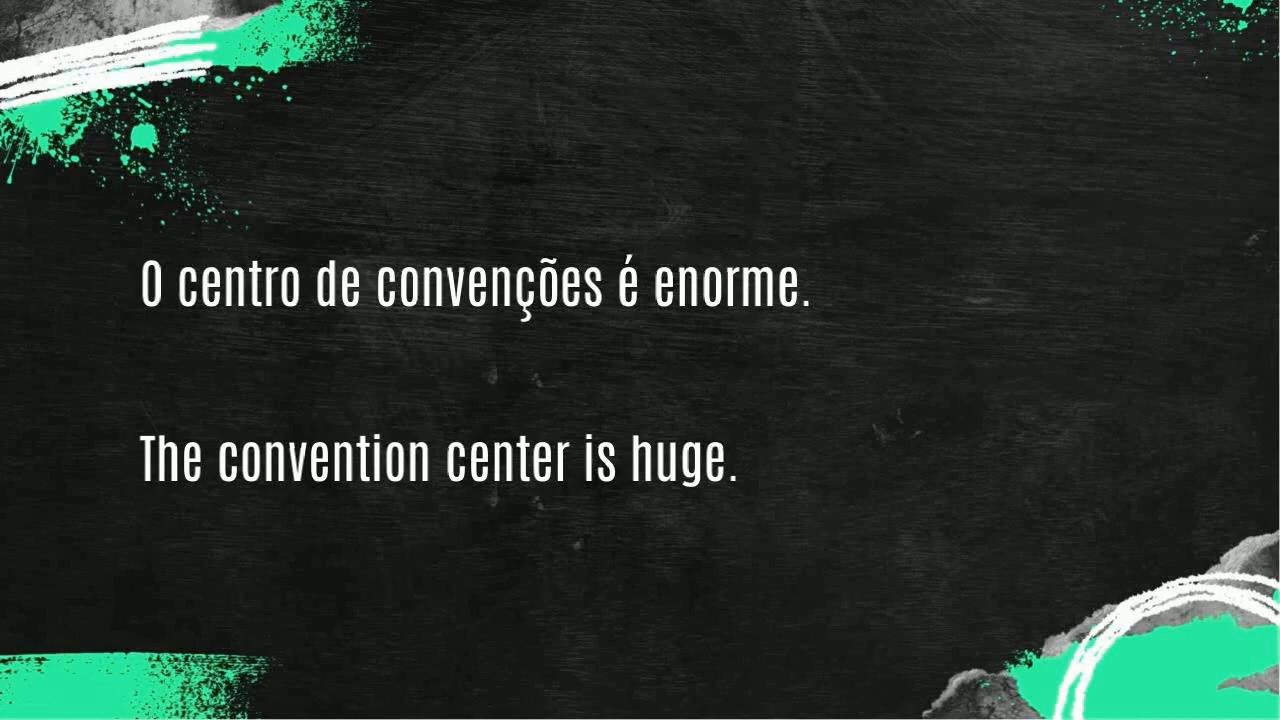 O centro de convenções é enorme.
The convention center is huge.